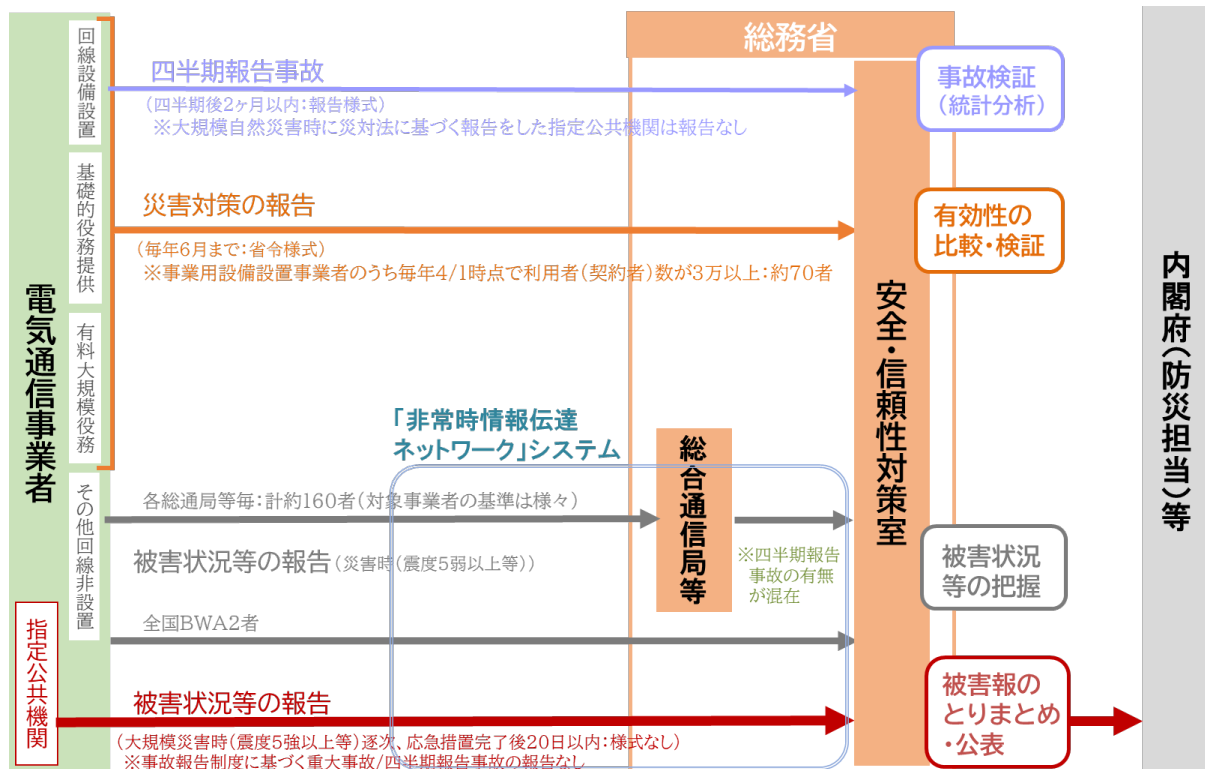 総務省
電気通信事業者
回線設備設置
基礎的役務提供
有料大規模役務
その他回線非設置
指定公共機関
四半期報告事故
（四半期後2ヶ月以内：報告様式）
※大規模自然災害時に災対法に基づく報告をした指定公共機関は報告なし
事故検証
（統計分析）
災害対策の報告
（毎年6月まで：省令様式）
※事業用設備設置事業者のうち毎年4/1時点で利用者（契約者）数が3万以上：約70者
有効性の
比較・検証
安全・信頼性対策室
内閣府（防災担当）等
「非常時情報伝達
ネットワーク」システム
総合通信局等
各総通局等毎：計約160者（対象事業者の基準は様々）
被害状況等の報告（災害時（震度5弱以上等））
※四半期報告
事故の有無
が混在
被害状況
等の把握
全国BWA2者
被害状況等の報告
（大規模災害時（震度5強以上等）逐次、応急措置完了後20日以内：様式なし）
※事故報告制度に基づく重大事故/四半期報告事故の報告なし
被害報の
とりまとめ
・公表